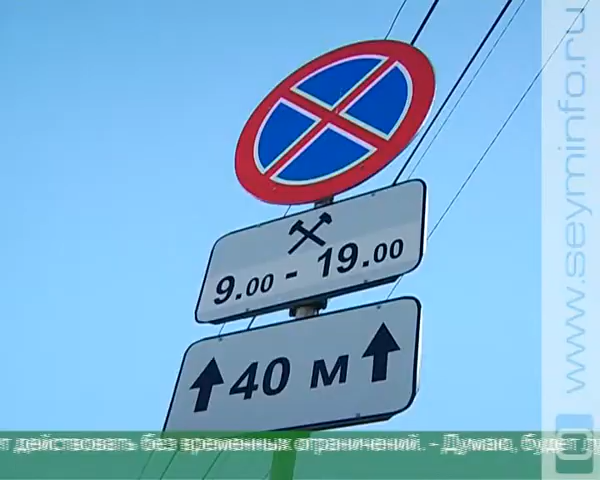 9.00 - 19.00
40 м
действовать без временных ограничений. - Думаю, будет
www.seyminfo.ru